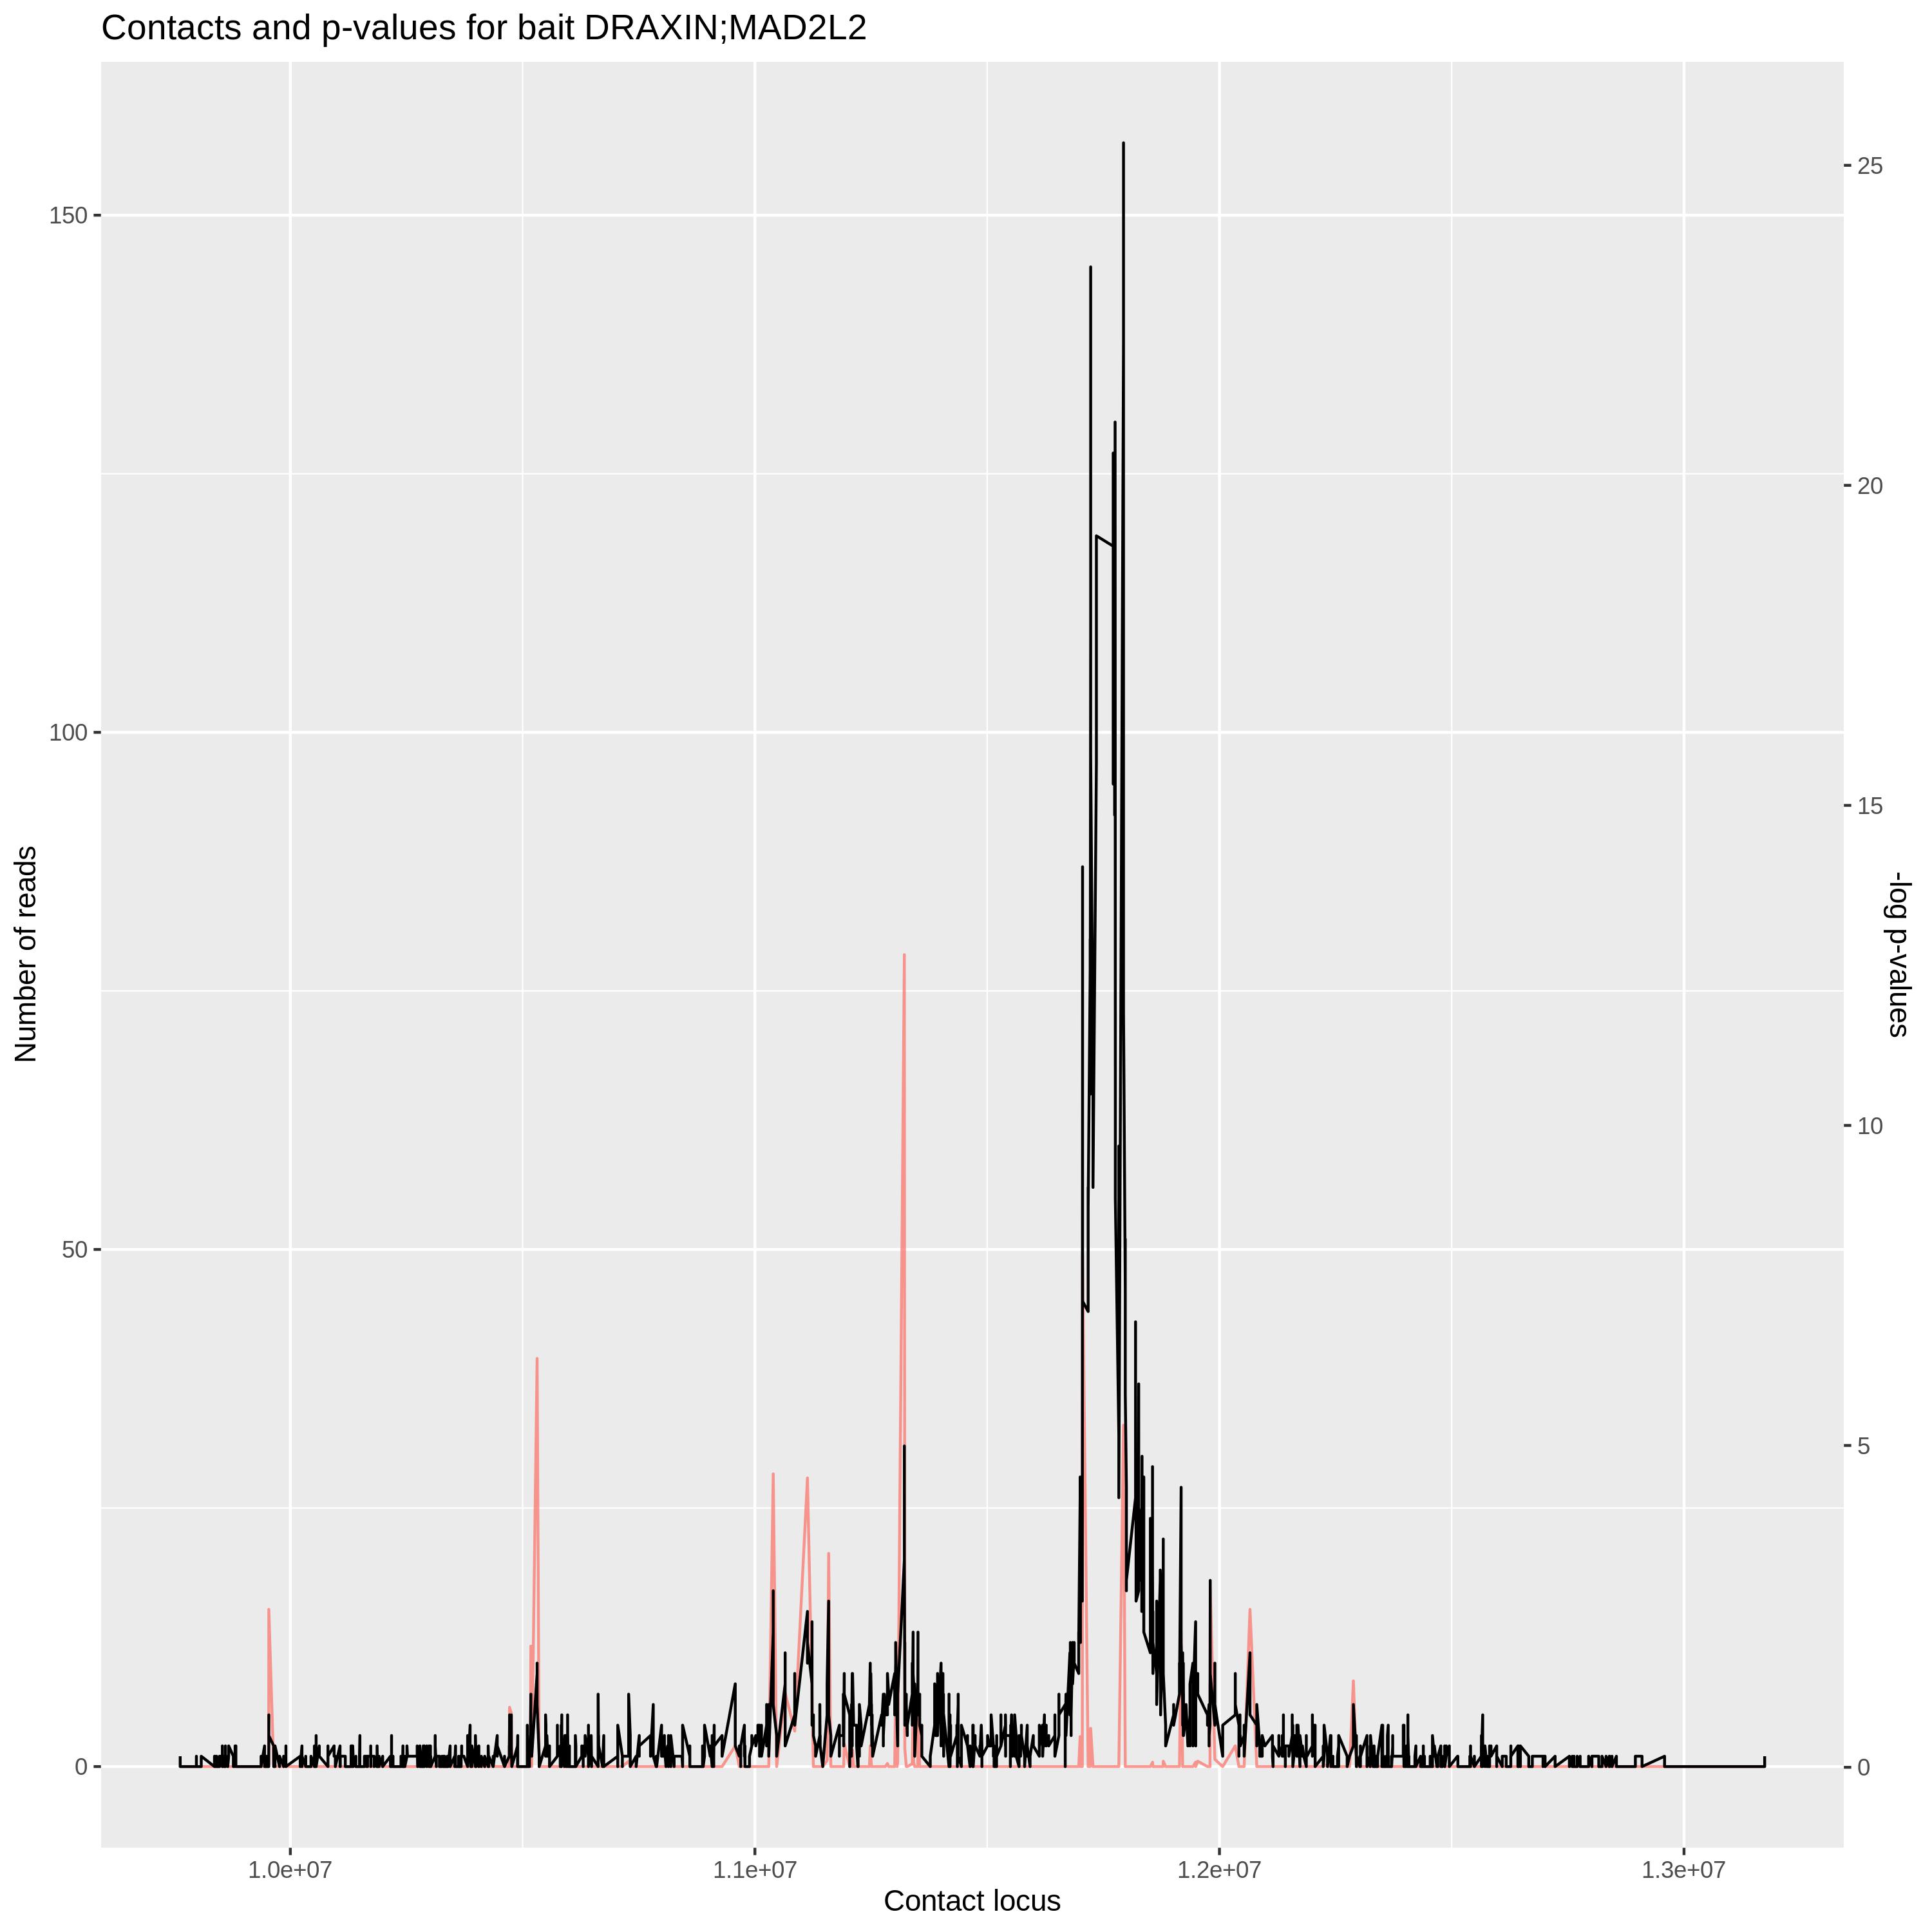 Contacts and p-values for bait DRAXIN;MAD2L2
150
100
50
0
Number of reads
25
20
15
10
5
0
-log p-values
1.0e+07
1.1e+07
1.2e+07
1.3e+07
Contact locus